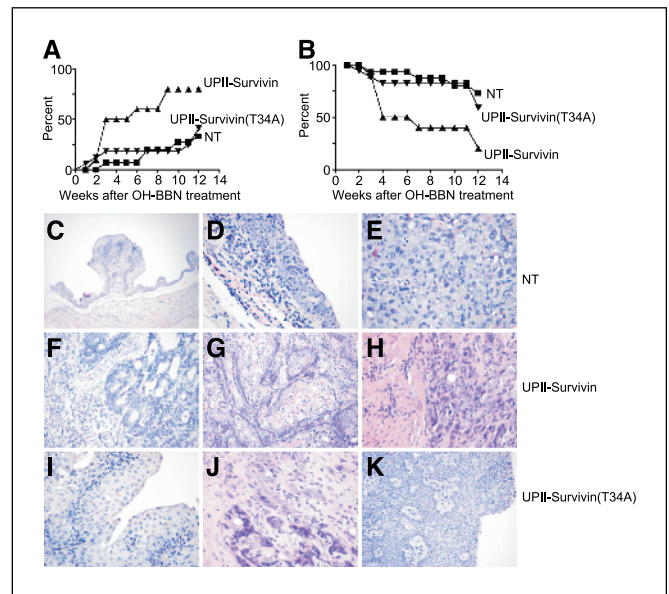 A
B
100
50
0
Percent
0 2 4 6 8 10 12 14
Weeks after OH-BBN treatment
UPII-Survivin
UPII-Survivin(T34A)
NT
100
75
50
25
0
Percent
0 2 4 6 8 10 12 14
Weeks after OH-BBN treatment
NT
UPII-Survivin(T34A)
UPII-Survivin
C
D
E
NT
F
G
H
UPII-Survivin
I
J
K
UPII-Survivin(T34A)